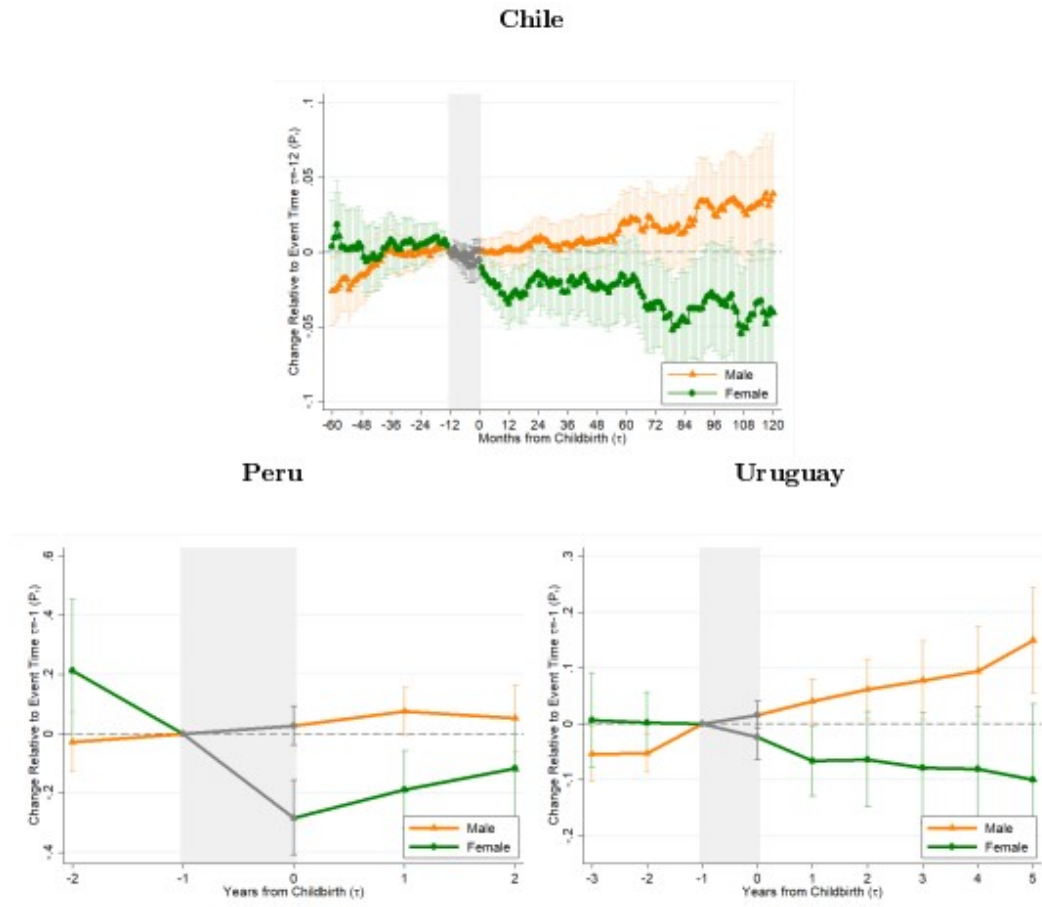 Chile
Change Relative to Event Time τ=-12 (Pₜ)
.1
.05
0
-.05
-.1
-60 -48 -36 -24 -12 0 12 24 36 48 60 72 84 96 108 120
Months from Childbirth (τ)
Male
Female
Peru
Change Relative to Event Time τ=-1 (Pₜ)
.6
.4
.2
0
-.2
-.4
-2 -1 0 1 2
Years from Childbirth (τ)
Male
Female
Uruguay
Change Relative to Event Time τ=-1 (Pₜ)
.3
.2
.1
0
-.1
-.2
-3 -2 -1 0 1 2 3 4 5
Years from Childbirth (τ)
Male
Female